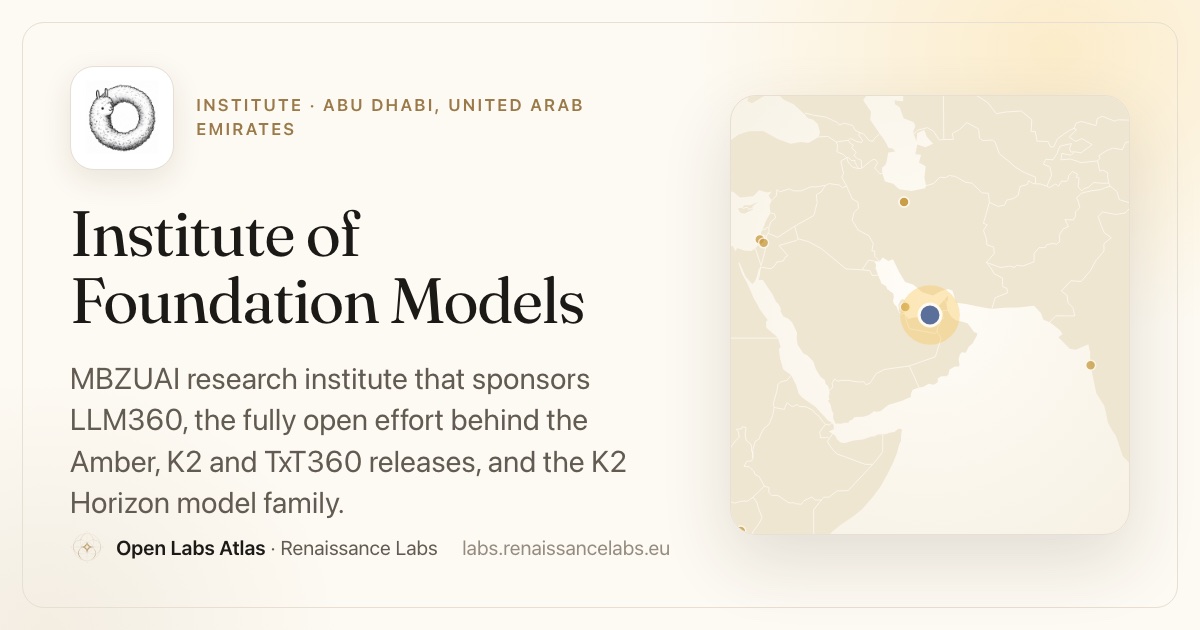 INSTITUTE · ABU DHABI, UNITED ARAB
EMIRATES
Institute of
Foundation Models
MBZUAI research institute that sponsors
LLM360, the fully open effort behind the
Amber, K2 and TxT360 releases, and the K2
Horizon model family.
Open Labs Atlas · Renaissance Labs labs.renaissancelabs.eu